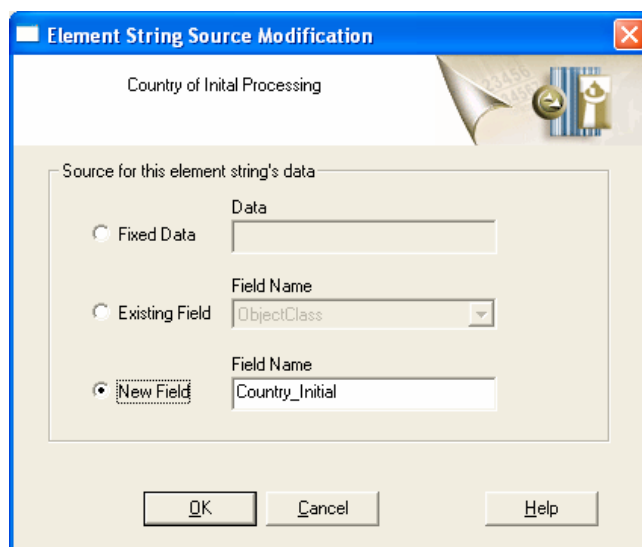 Element String Source Modification
Country of Inital Processing
23456
Source for this element string's data
Data
Fixed Data
Field Name
Existing Field
ObjectClass
Field Name
New Field
Country_Initial
OK
Cancel
Help